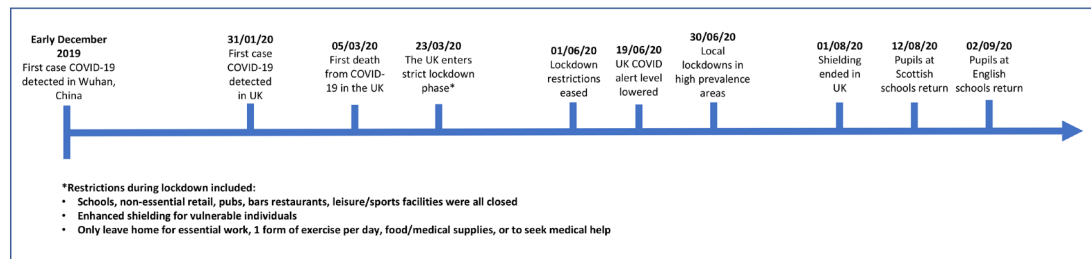 Early December
2019
First case COVID-19
detected in Wuhan,
China
31/01/20
First case
COVID-19
detected
in UK
05/03/20
First death
from COVID-
19 in the UK
23/03/20
The UK enters
strict lockdown
phase*
01/06/20
Lockdown
restrictions
eased
19/06/20
UK COVID
alert level
lowered
30/06/20
Local
lockdowns in
high prevalence
areas
01/08/20
Shielding
ended in
UK
12/08/20
Pupils at
Scottish
schools return
02/09/20
Pupils at
English
schools return
*Restrictions during lockdown included:
• Schools, non-essential retail, pubs, bars restaurants, leisure/sports facilities were all closed
• Enhanced shielding for vulnerable individuals
• Only leave home for essential work, 1 form of exercise per day, food/medical supplies, or to seek medical help